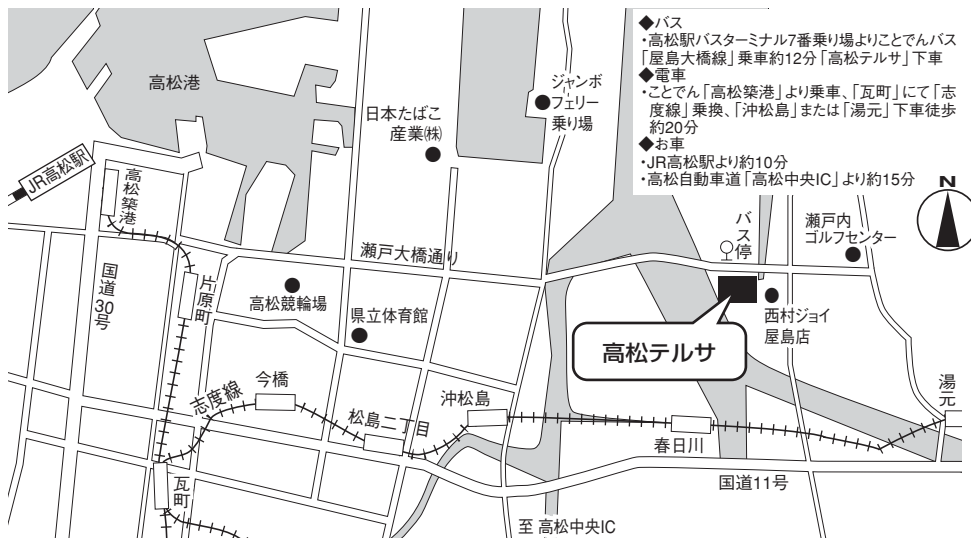 ◆バス
・高松駅バスターミナル7番乗り場よりことでんバス
「屋島大橋線」乗車約12分「高松テルサ」下車
◆電車
・ことでん「高松築港」より乗車、「瓦町」にて「志
度線」乗換、「沖松島」または「湯元」下車徒歩
約20分
◆お車
・JR高松駅より約10分
・高松自動車道「高松中央IC」より約15分
高松港
ジャンボ
フェリー
乗り場
日本たばこ
産業㈱
JR高松駅
高松築港
N
バス停
瀬戸内
ゴルフセンター
瀬戸大橋通り
国道30号
片原町
高松競輪場
県立体育館
西村ジョイ
屋島店
高松テルサ
志度線
今橋
松島二丁目
沖松島
春日川
湯元
瓦町
国道11号
至 高松中央IC